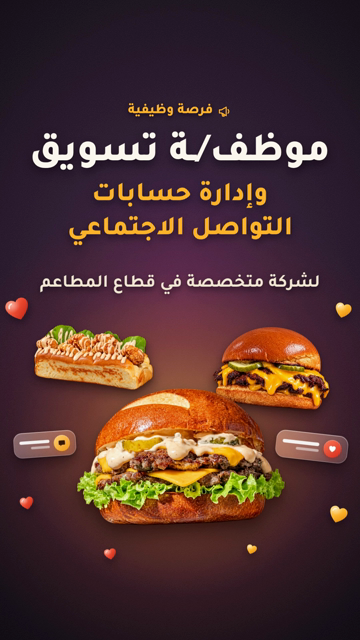 فرصة وظيفية
موظف/ة تسويق
وإدارة حسابات
التواصل الاجتماعي
لشركة متخصصة في قطاع المطاعم